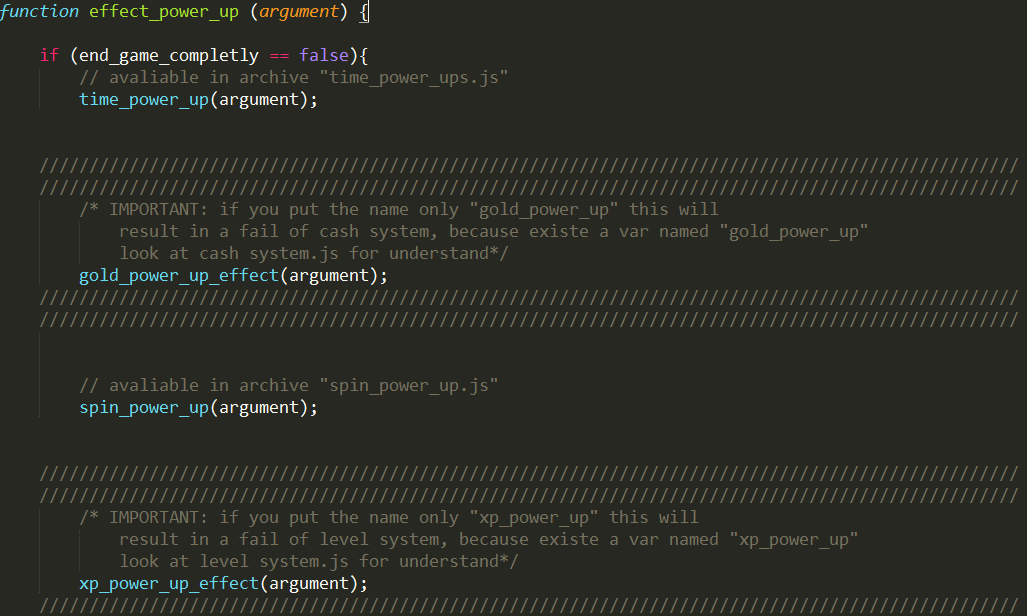 function effect_power_up (argument) {
if (end_game_completly == false){
// avaliable in archive "time_power_ups.js"
time_power_up(argument);
//////////////////////////////////////////////////////////////////////////////////////////////////
//////////////////////////////////////////////////////////////////////////////////////////////////
/* IMPORTANT: if you put the name only "gold_power_up" this will
result in a fail of cash system, because existe a var named "gold_power_up"
look at cash system.js for understand*/
gold_power_up_effect(argument);
//////////////////////////////////////////////////////////////////////////////////////////////////
//////////////////////////////////////////////////////////////////////////////////////////////////
// avaliable in archive "spin_power_up.js"
spin_power_up(argument);
//////////////////////////////////////////////////////////////////////////////////////////////////
//////////////////////////////////////////////////////////////////////////////////////////////////
/* IMPORTANT: if you put the name only "xp_power_up" this will
result in a fail of level system, because existe a var named "xp_power_up"
look at level system.js for understand*/
xp_power_up_effect(argument);
//////////////////////////////////////////////////////////////////////////////////////////////////